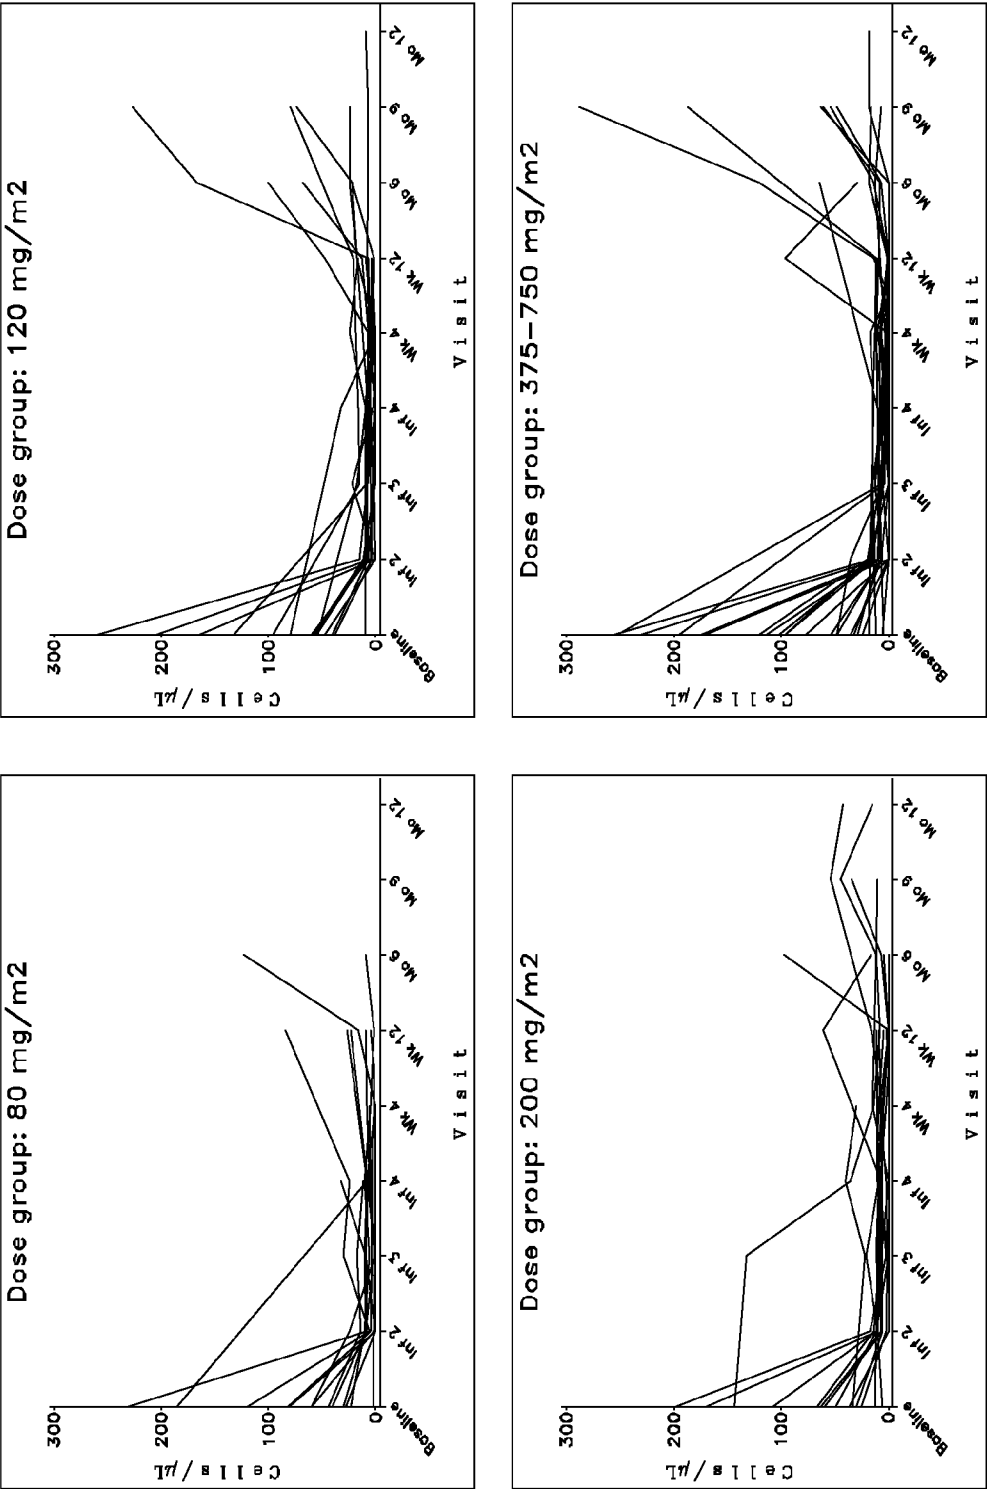 Dose group: 80 mg/m2
300
200
100
0
Cells/μL
Baseline
Inf 2
Inf 3
Inf 4
Wk 4
Wk 12
Mo 6
Mo 9
Mo 12
Visit
Dose group: 120 mg/m2
300
200
100
0
Cells/μL
Baseline
Inf 2
Inf 3
Inf 4
Wk 4
Wk 12
Mo 6
Mo 9
Mo 12
Visit
Dose group: 200 mg/m2
300
200
100
0
Cells/μL
Baseline
Inf 2
Inf 3
Inf 4
Wk 4
Wk 12
Mo 6
Mo 9
Mo 12
Visit
Dose group: 375-750 mg/m2
300
200
100
0
Cells/μL
Baseline
Inf 2
Inf 3
Inf 4
Wk 4
Wk 12
Mo 6
Mo 9
Mo 12
Visit